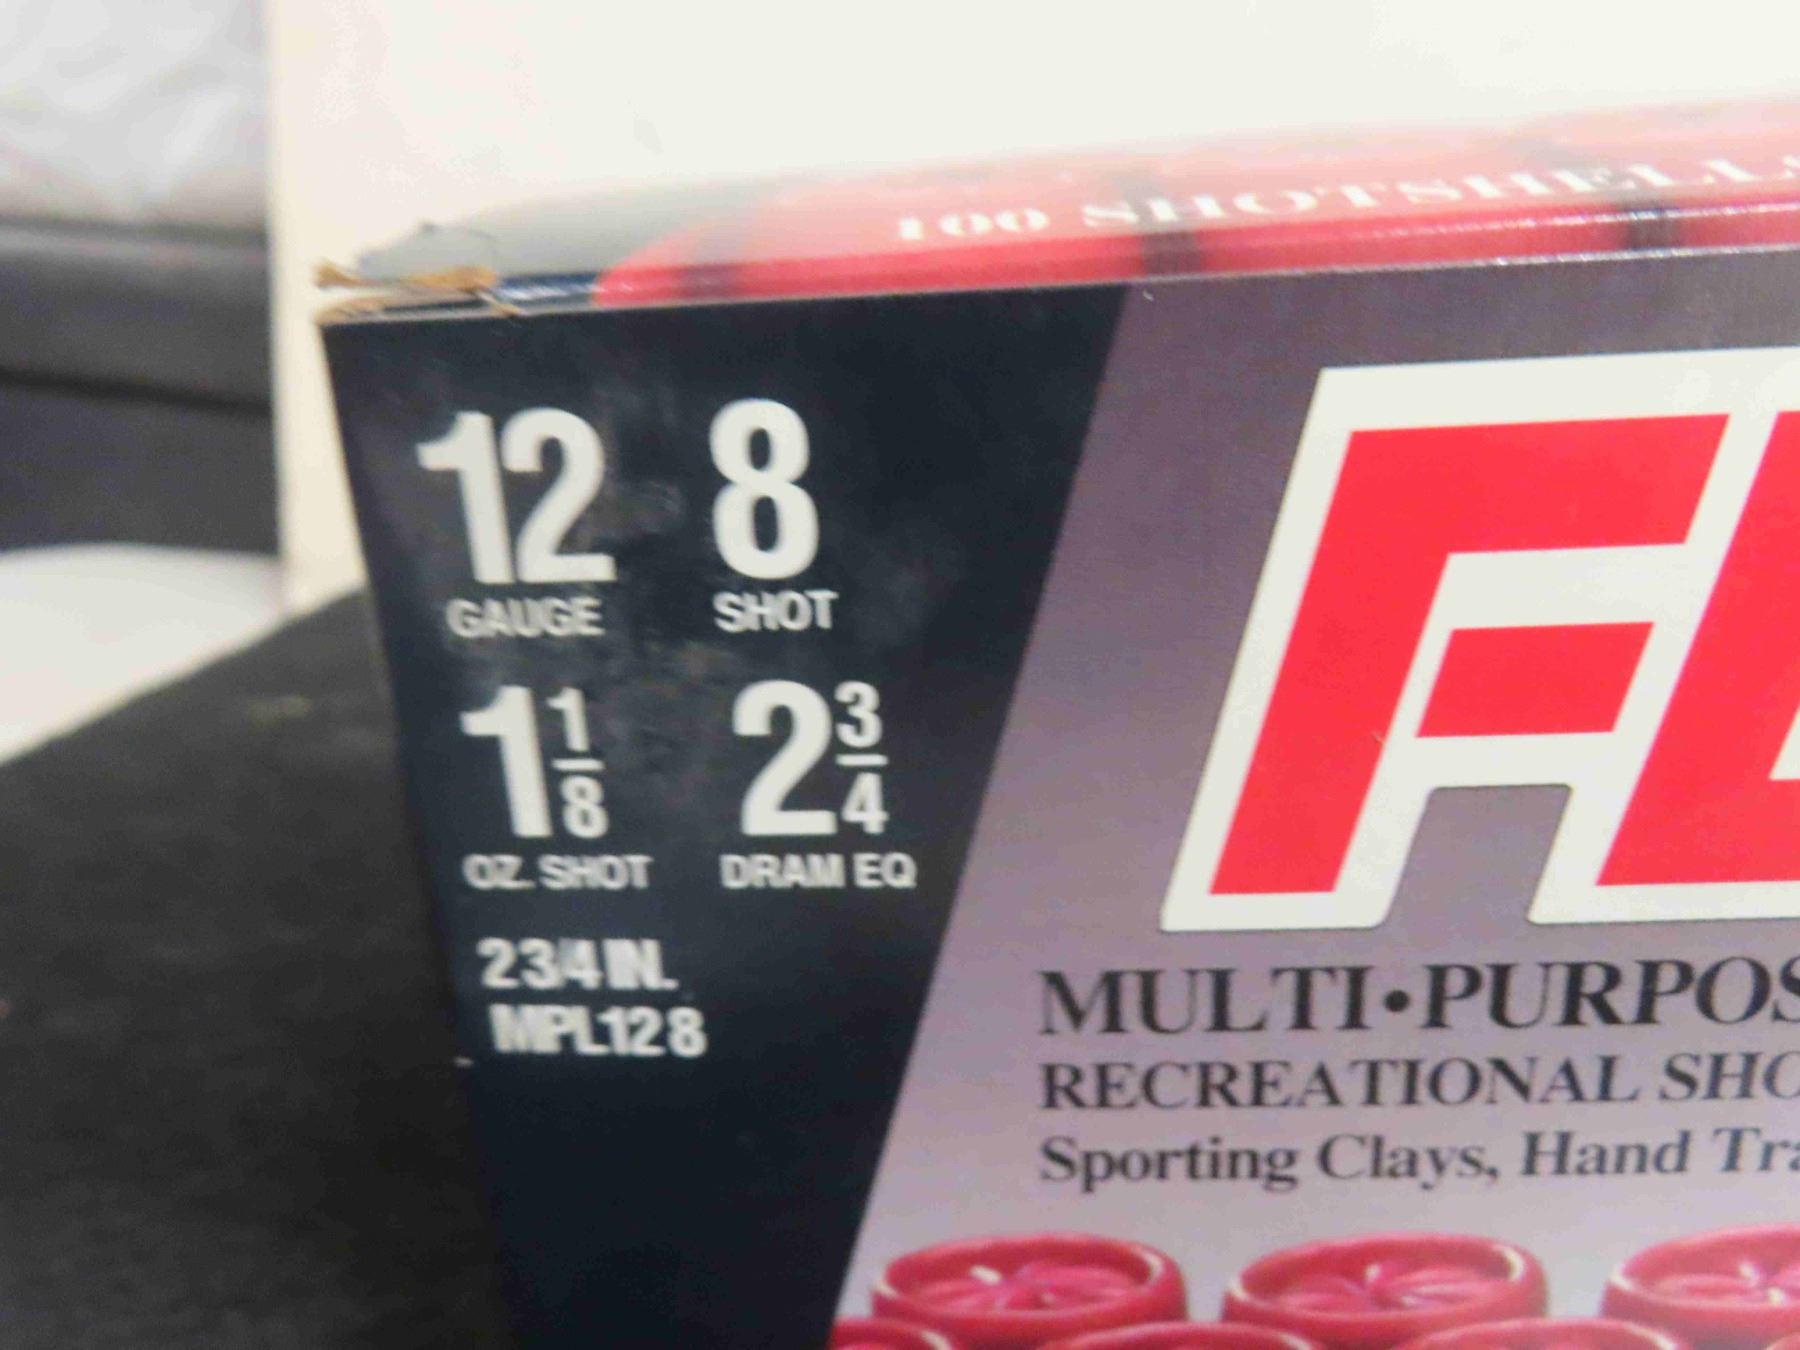 100 SHOTSHELLS
12 8
GAUGE SHOT
1 1/8 2 3/4
OZ. SHOT DRAM EQ
2 3/4 IN.
MPL12 8
MULTI•PURPOS
RECREATIONAL SHO
Sporting Clays, Hand Tra